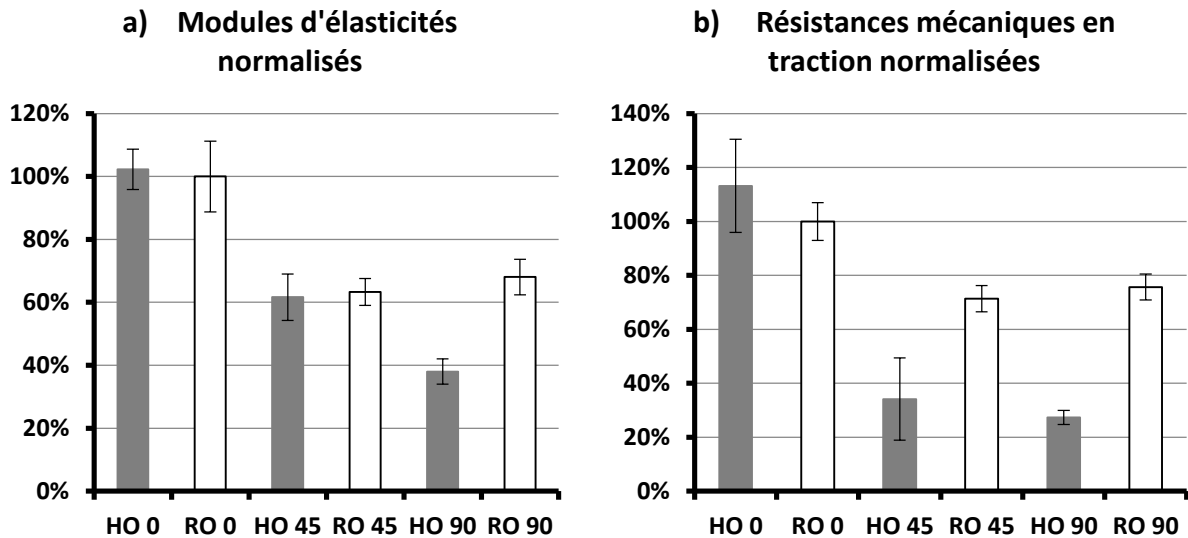 a) Modules d'élasticités
normalisés
120%
100%
80%
60%
40%
20%
0%
HO 0 RO 0 HO 45 RO 45 HO 90 RO 90
b) Résistances mécaniques en
traction normalisées
140%
120%
100%
80%
60%
40%
20%
0%
HO 0 RO 0 HO 45 RO 45 HO 90 RO 90